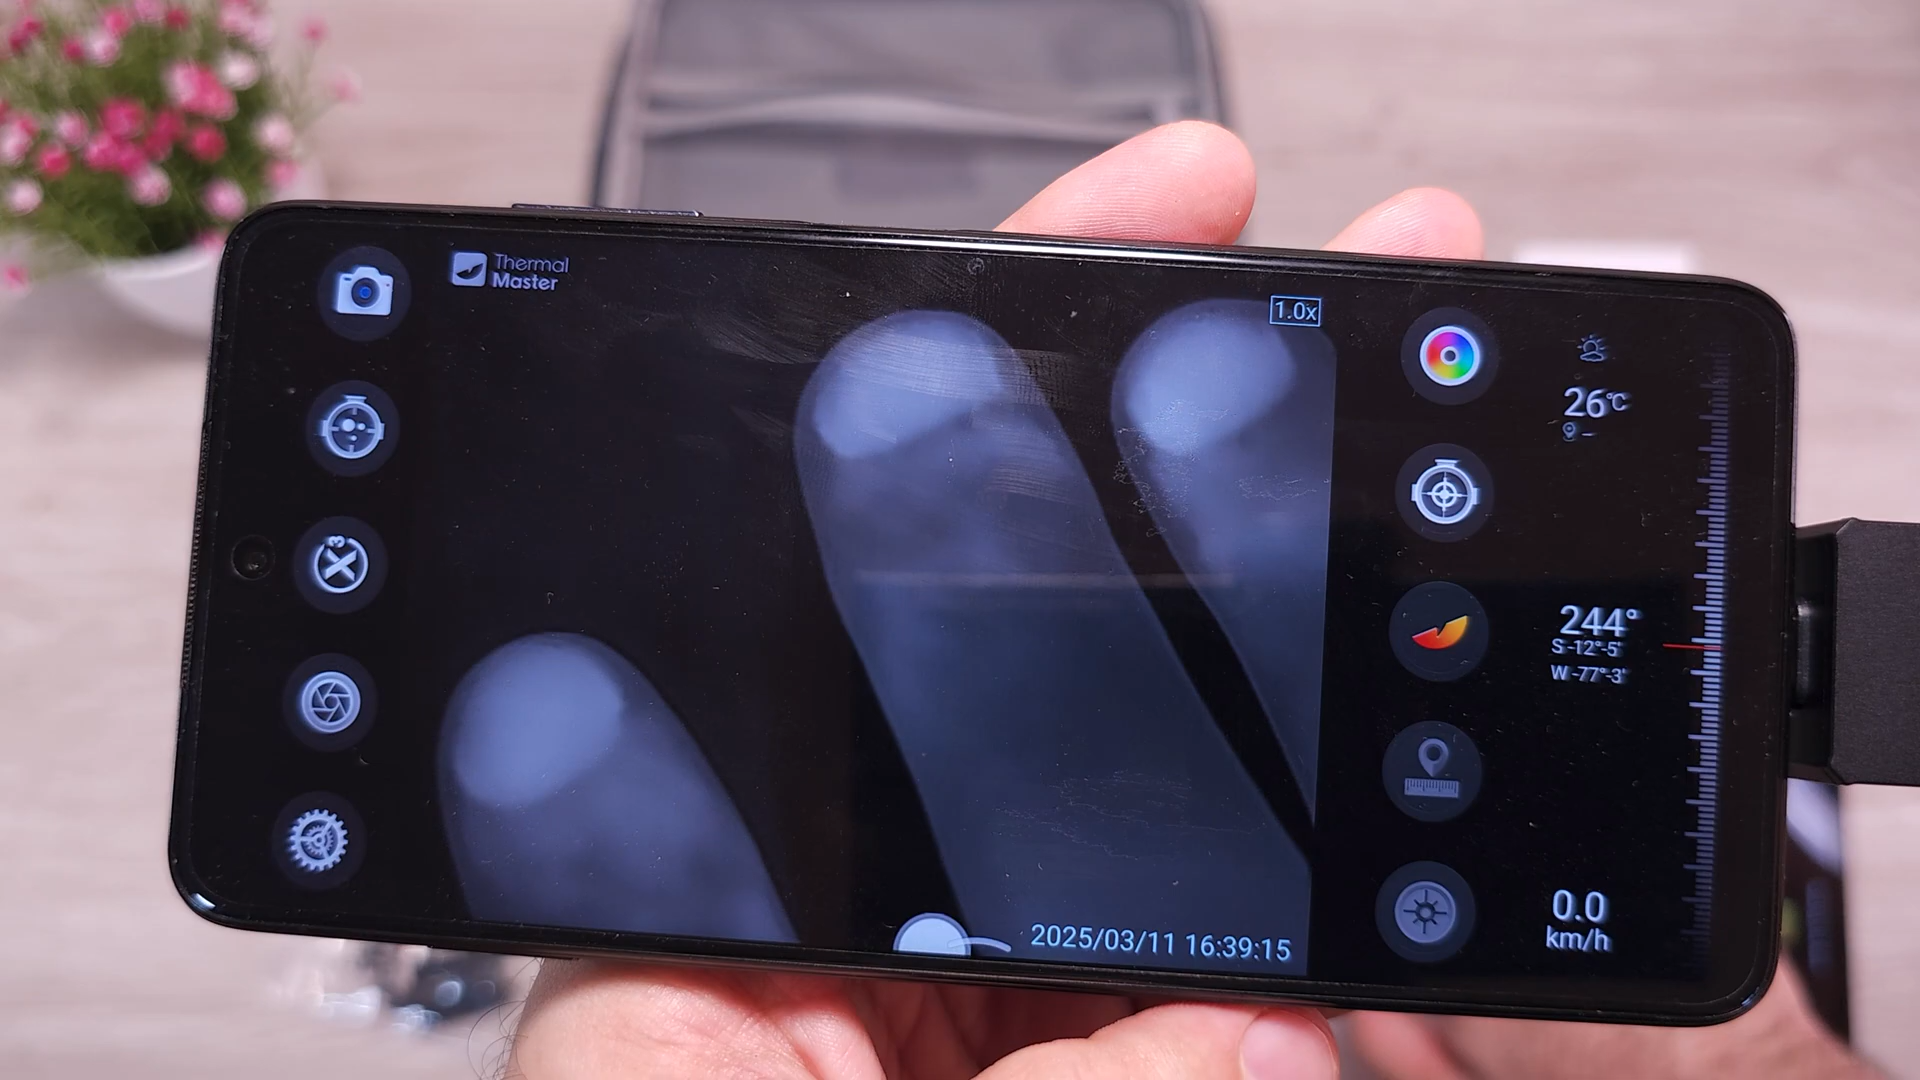 Thermal
Master
1.0x
X3
26°C
–
244°
S -12°-5'
W -77°-3'
0.0
km/h
2025/03/11 16:39:15